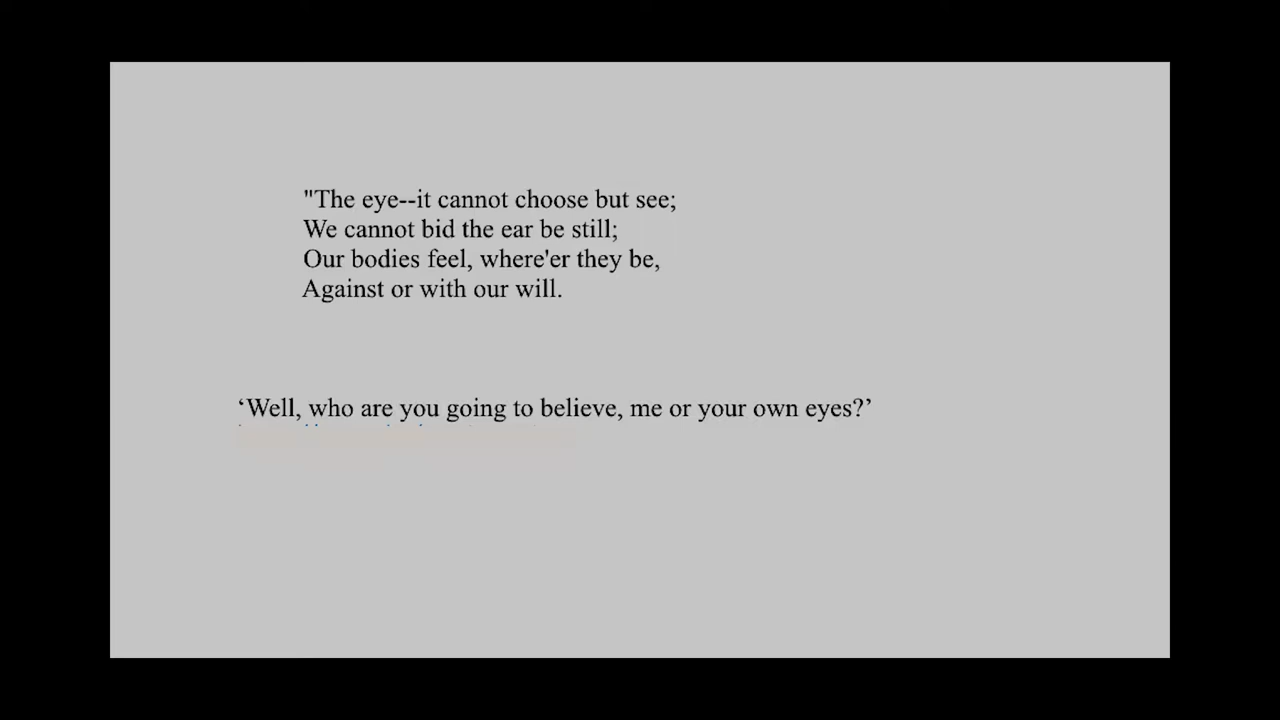 "The eye--it cannot choose but see;
We cannot bid the ear be still;
Our bodies feel, where'er they be,
Against or with our will.
‘Well, who are you going to believe, me or your own eyes?’